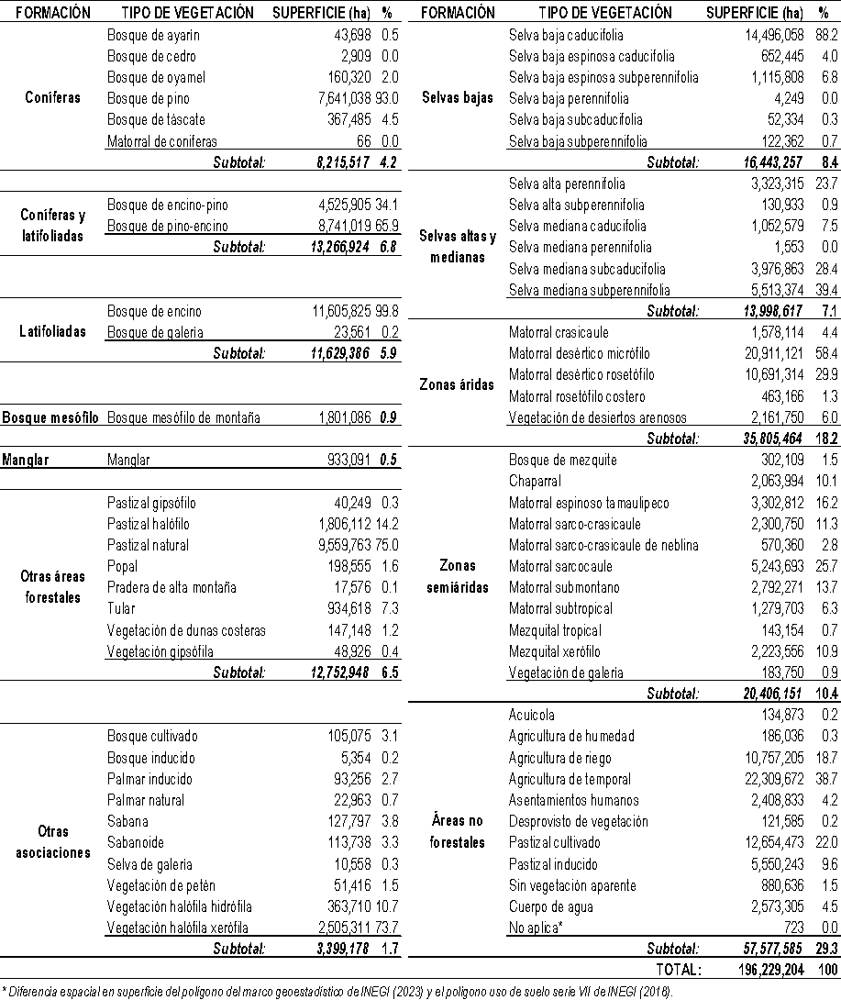 FORMACIÓN TIPO DE VEGETACIÓN SUPERFICIE (ha) %
Coníferas
Bosque de ayarín 43,698 0.5
Bosque de cedro 2,909 0.0
Bosque de oyamel 160,320 2.0
Bosque de pino 7,641,038 93.0
Bosque de táscate 367,485 4.5
Matorral de coníferas 66 0.0
Subtotal: 8,215,517 4.2
Coníferas y latifoliadas
Bosque de encino-pino 4,525,905 34.1
Bosque de pino-encino 8,741,019 65.9
Subtotal: 13,266,924 6.8
Latifoliadas
Bosque de encino 11,605,825 99.8
Bosque de galería 23,561 0.2
Subtotal: 11,629,386 5.9
Bosque mesófilo Bosque mesófilo de montaña 1,801,086 0.9
Manglar Manglar 933,091 0.5
Otras áreas forestales
Pastizal gipsófilo 40,249 0.3
Pastizal halófilo 1,806,112 14.2
Pastizal natural 9,559,763 75.0
Popal 198,555 1.6
Pradera de alta montaña 17,576 0.1
Tular 934,618 7.3
Vegetación de dunas costeras 147,148 1.2
Vegetación gipsófila 48,926 0.4
Subtotal: 12,752,948 6.5
Otras asociaciones
Bosque cultivado 105,075 3.1
Bosque inducido 5,354 0.2
Palmar inducido 93,256 2.7
Palmar natural 22,963 0.7
Sabana 127,797 3.8
Sabanoide 113,738 3.3
Selva de galería 10,558 0.3
Vegetación de petén 51,416 1.5
Vegetación halófila hidrófila 363,710 10.7
Vegetación halófila xerófila 2,505,311 73.7
Subtotal: 3,399,178 1.7
FORMACIÓN TIPO DE VEGETACIÓN SUPERFICIE (ha) %
Selvas bajas
Selva baja caducifolia 14,496,058 88.2
Selva baja espinosa caducifolia 652,445 4.0
Selva baja espinosa subperennifolia 1,115,808 6.8
Selva baja perennifolia 4,249 0.0
Selva baja subcaducifolia 52,334 0.3
Selva baja subperennifolia 122,362 0.7
Subtotal: 16,443,257 8.4
Selvas altas y medianas
Selva alta perennifolia 3,323,315 23.7
Selva alta subperennifolia 130,933 0.9
Selva mediana caducifolia 1,052,579 7.5
Selva mediana perennifolia 1,553 0.0
Selva mediana subcaducifolia 3,976,863 28.4
Selva mediana subperennifolia 5,513,374 39.4
Subtotal: 13,998,617 7.1
Zonas áridas
Matorral crasicaule 1,578,114 4.4
Matorral desértico micrófilo 20,911,121 58.4
Matorral desértico rosetófilo 10,691,314 29.9
Matorral rosetófilo costero 463,166 1.3
Vegetación de desiertos arenosos 2,161,750 6.0
Subtotal: 35,805,464 18.2
Zonas semiáridas
Bosque de mezquite 302,109 1.5
Chaparral 2,063,994 10.1
Matorral espinoso tamaulipeco 3,302,812 16.2
Matorral sarco-crasicaule 2,300,750 11.3
Matorral sarco-crasicaule de neblina 570,360 2.8
Matorral sarcocaule 5,243,693 25.7
Matorral submontano 2,792,271 13.7
Matorral subtropical 1,279,703 6.3
Mezquital tropical 143,154 0.7
Mezquital xerófilo 2,223,556 10.9
Vegetación de galería 183,750 0.9
Subtotal: 20,406,151 10.4
Áreas no forestales
Acuícola 134,873 0.2
Agricultura de humedad 186,036 0.3
Agricultura de riego 10,757,205 18.7
Agricultura de temporal 22,309,672 38.7
Asentamientos humanos 2,408,833 4.2
Desprovisto de vegetación 121,585 0.2
Pastizal cultivado 12,654,473 22.0
Pastizal inducido 5,550,243 9.6
Sin vegetación aparente 880,636 1.5
Cuerpo de agua 2,573,305 4.5
No aplica* 723 0.0
Subtotal: 57,577,585 29.3
TOTAL: 196,229,204 100
* Diferencia espacial en superficie del polígono del marco geoestadístico de INEGI (2023) y el polígono uso de suelo serie VII de INEGI (2018).